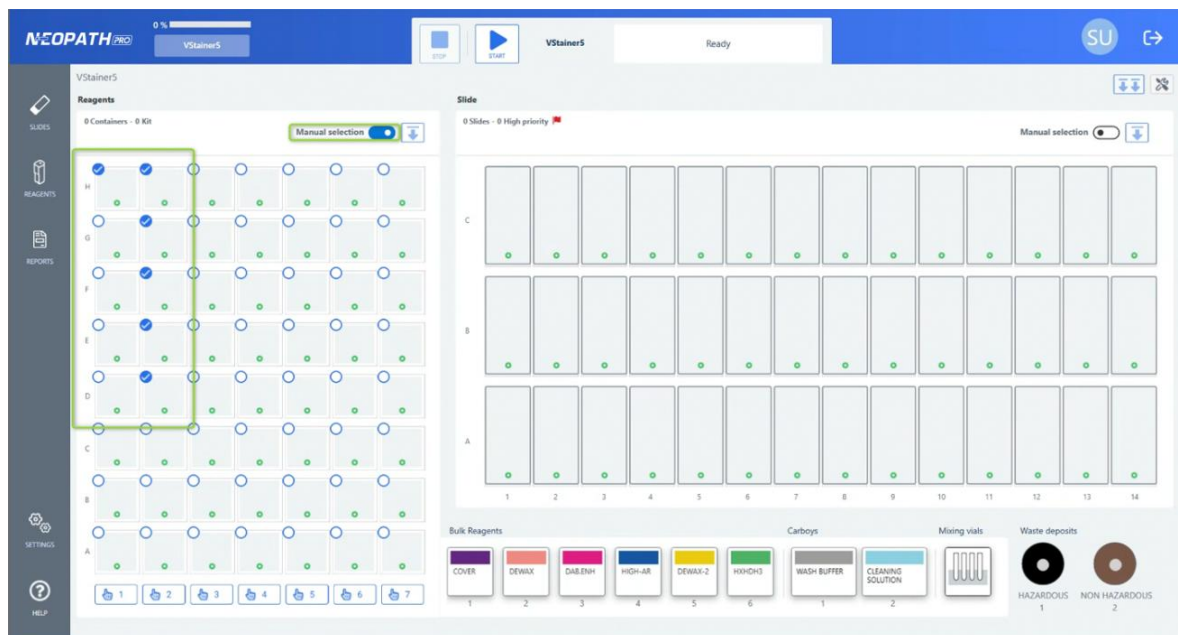 NEOPATH PRO
0 %
VStainer5
STOP
START
VStainer5
Ready
SU
VStainer5
Reagents
Slide
0 Containers - 0 Kit
Manual selection
0 Slides - 0 High priority
Manual selection
SLIDES
REAGENTS
REPORTS
SETTINGS
HELP
H
G
F
E
D
C
B
A
1 2 3 4 5 6 7
C
B
A
1 2 3 4 5 6 7 8 9 10 11 12 13 14
Bulk Reagents
Carboys
Mixing vials
Waste deposits
COVER
DEWAX
DAB.ENH
HIGH-AR
DEWAX-2
HXHDH3
WASH BUFFER
CLEANING
SOLUTION
1 2 3 4 5 6
1 2
HAZARDOUS
1
NON HAZARDOUS
2